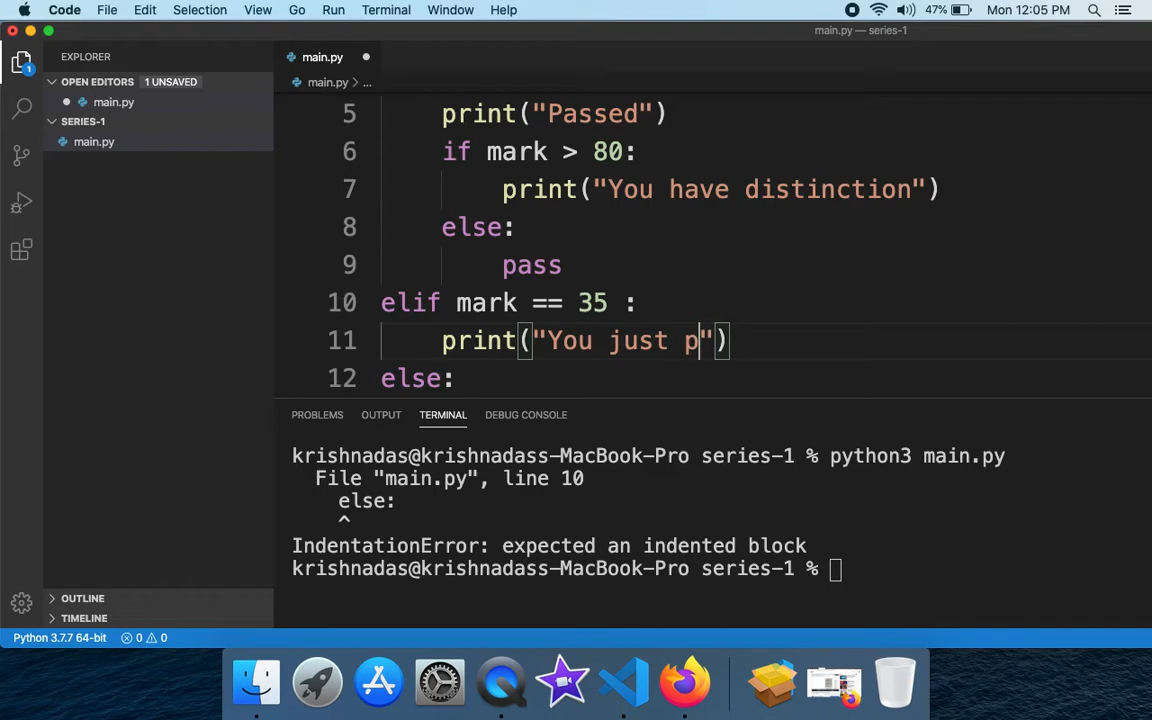 Code File Edit Selection View Go Run Terminal Window Help 47% Mon 12:05 PM
main.py — series-1
EXPLORER
main.py
OPEN EDITORS 1 UNSAVED
main.py > ...
main.py
SERIES-1
main.py
5 print("Passed")
6 if mark > 80:
7 print("You have distinction")
8 else:
9 pass
10 elif mark == 35 :
11 print("You just p")
12 else:
PROBLEMS OUTPUT TERMINAL DEBUG CONSOLE
krishnadas@krishnadass-MacBook-Pro series-1 % python3 main.py
File "main.py", line 10
else:
^
IndentationError: expected an indented block
krishnadas@krishnadass-MacBook-Pro series-1 %
OUTLINE
TIMELINE
Python 3.7.7 64-bit 0 0
1